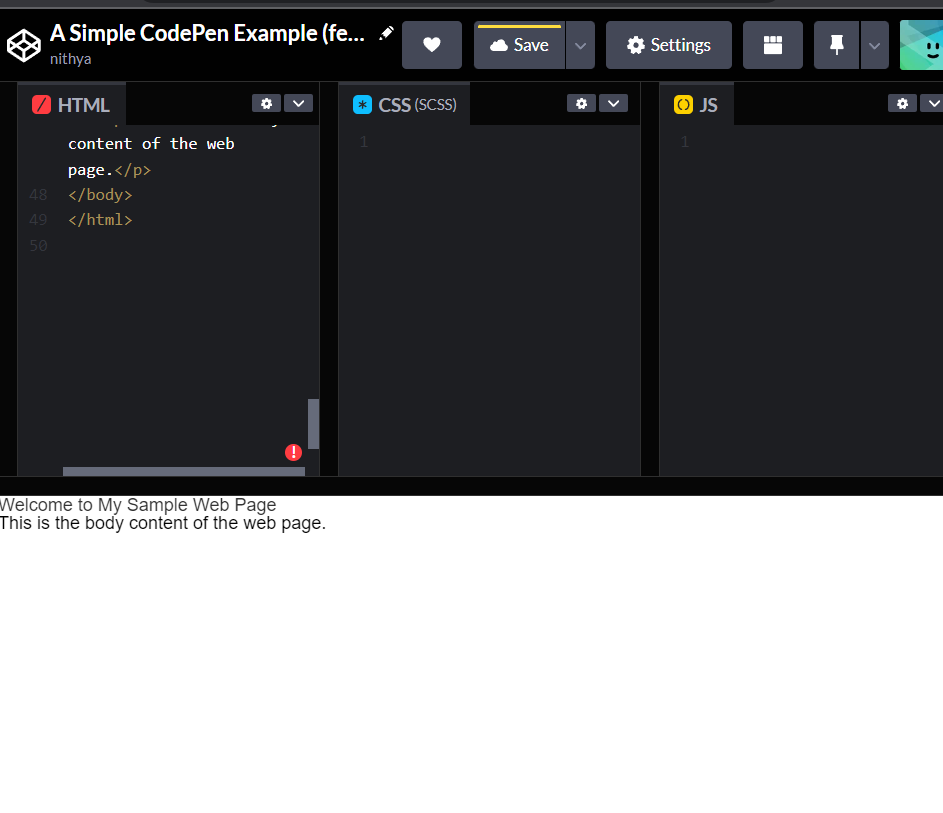 A Simple CodePen Example (fe...
nithya
Save
Settings
HTML
CSS (SCSS)
JS
content of the web
page.</p>
48 </body>
49 </html>
50
1
1
Welcome to My Sample Web Page
This is the body content of the web page.